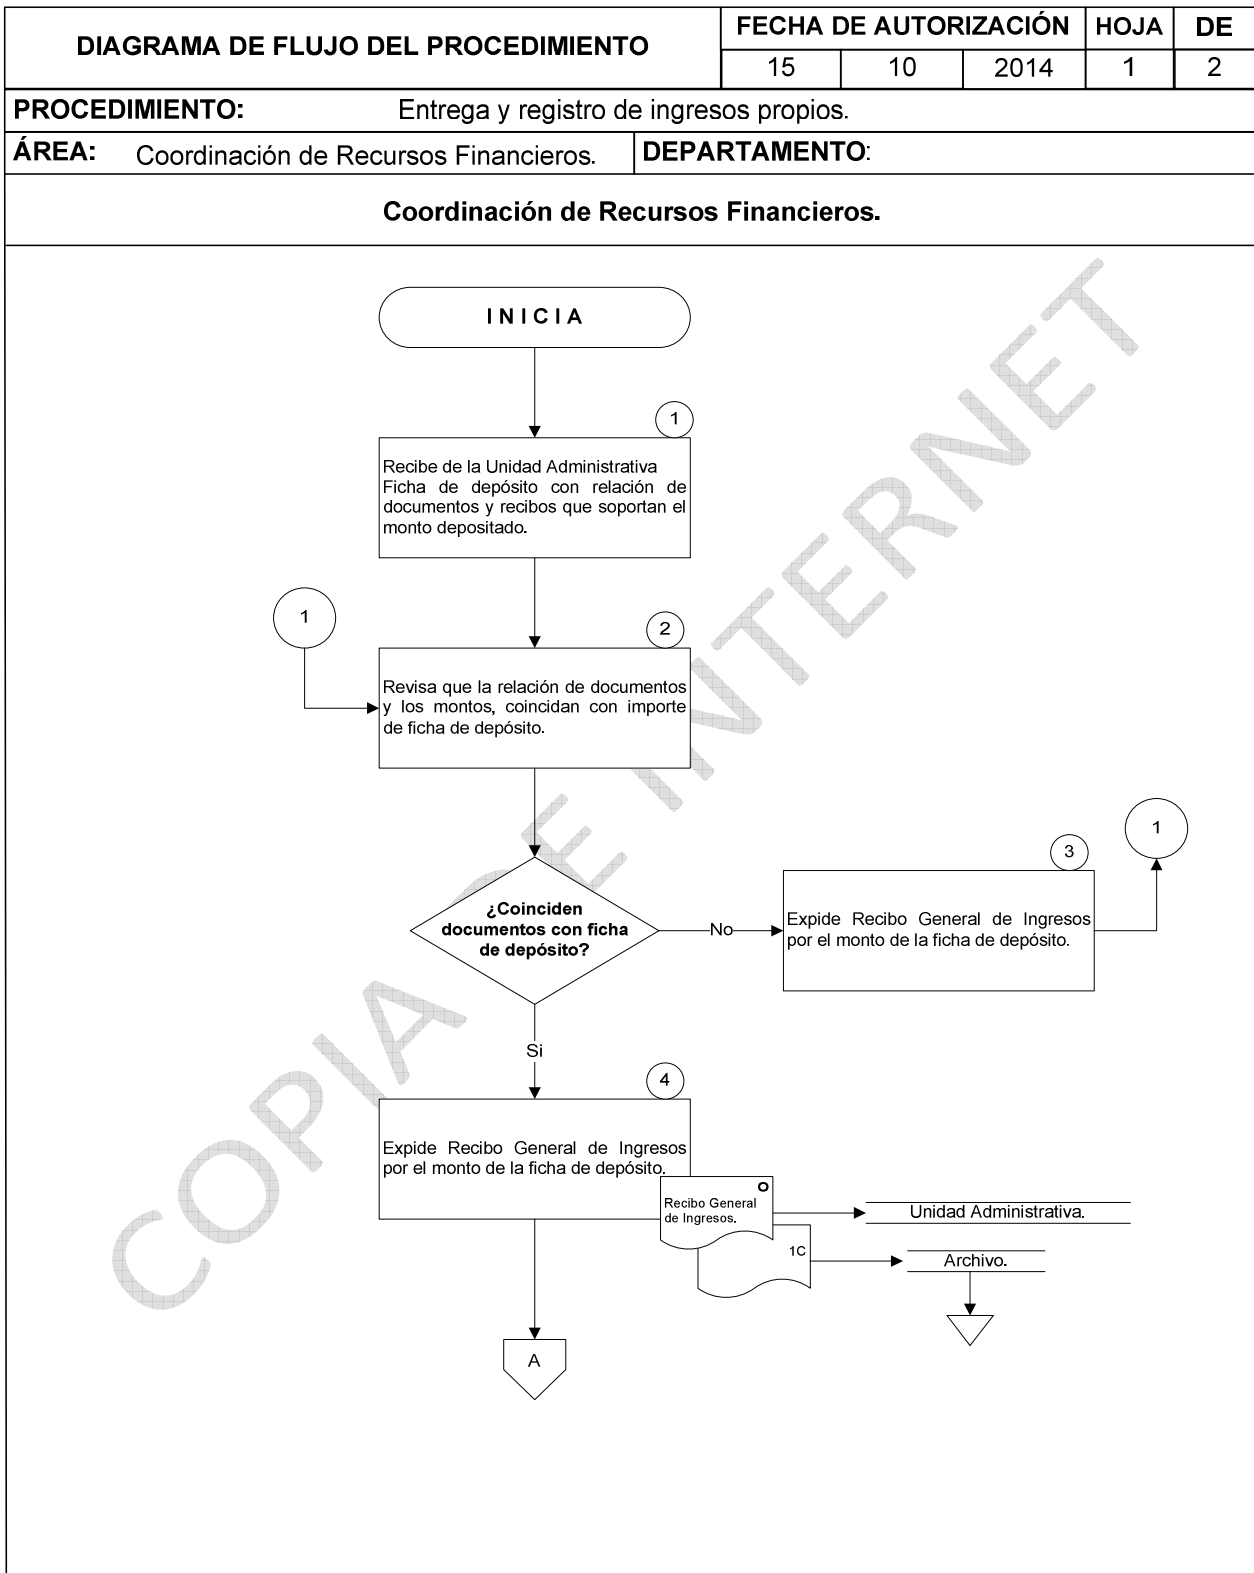 DIAGRAMA DE FLUJO DEL PROCEDIMIENTO
FECHA DE AUTORIZACIÓN
HOJA
DE
15
10
2014
1
2
PROCEDIMIENTO: Entrega y registro de ingresos propios.
ÁREA: Coordinación de Recursos Financieros.
DEPARTAMENTO:
Coordinación de Recursos Financieros.
I N I C I A
1
Recibe de la Unidad Administrativa
Ficha de depósito con relación de
documentos y recibos que soportan el
monto depositado.
1
2
Revisa que la relación de documentos
y los montos, coincidan con importe
de ficha de depósito.
¿Coinciden
documentos con ficha
de depósito?
No
3
Expide Recibo General de Ingresos
por el monto de la ficha de depósito.
1
Si
4
Expide Recibo General de Ingresos
por el monto de la ficha de depósito.
O
Recibo General
de Ingresos.
Unidad Administrativa.
1C
Archivo.
A
COPIA DE INTERNET